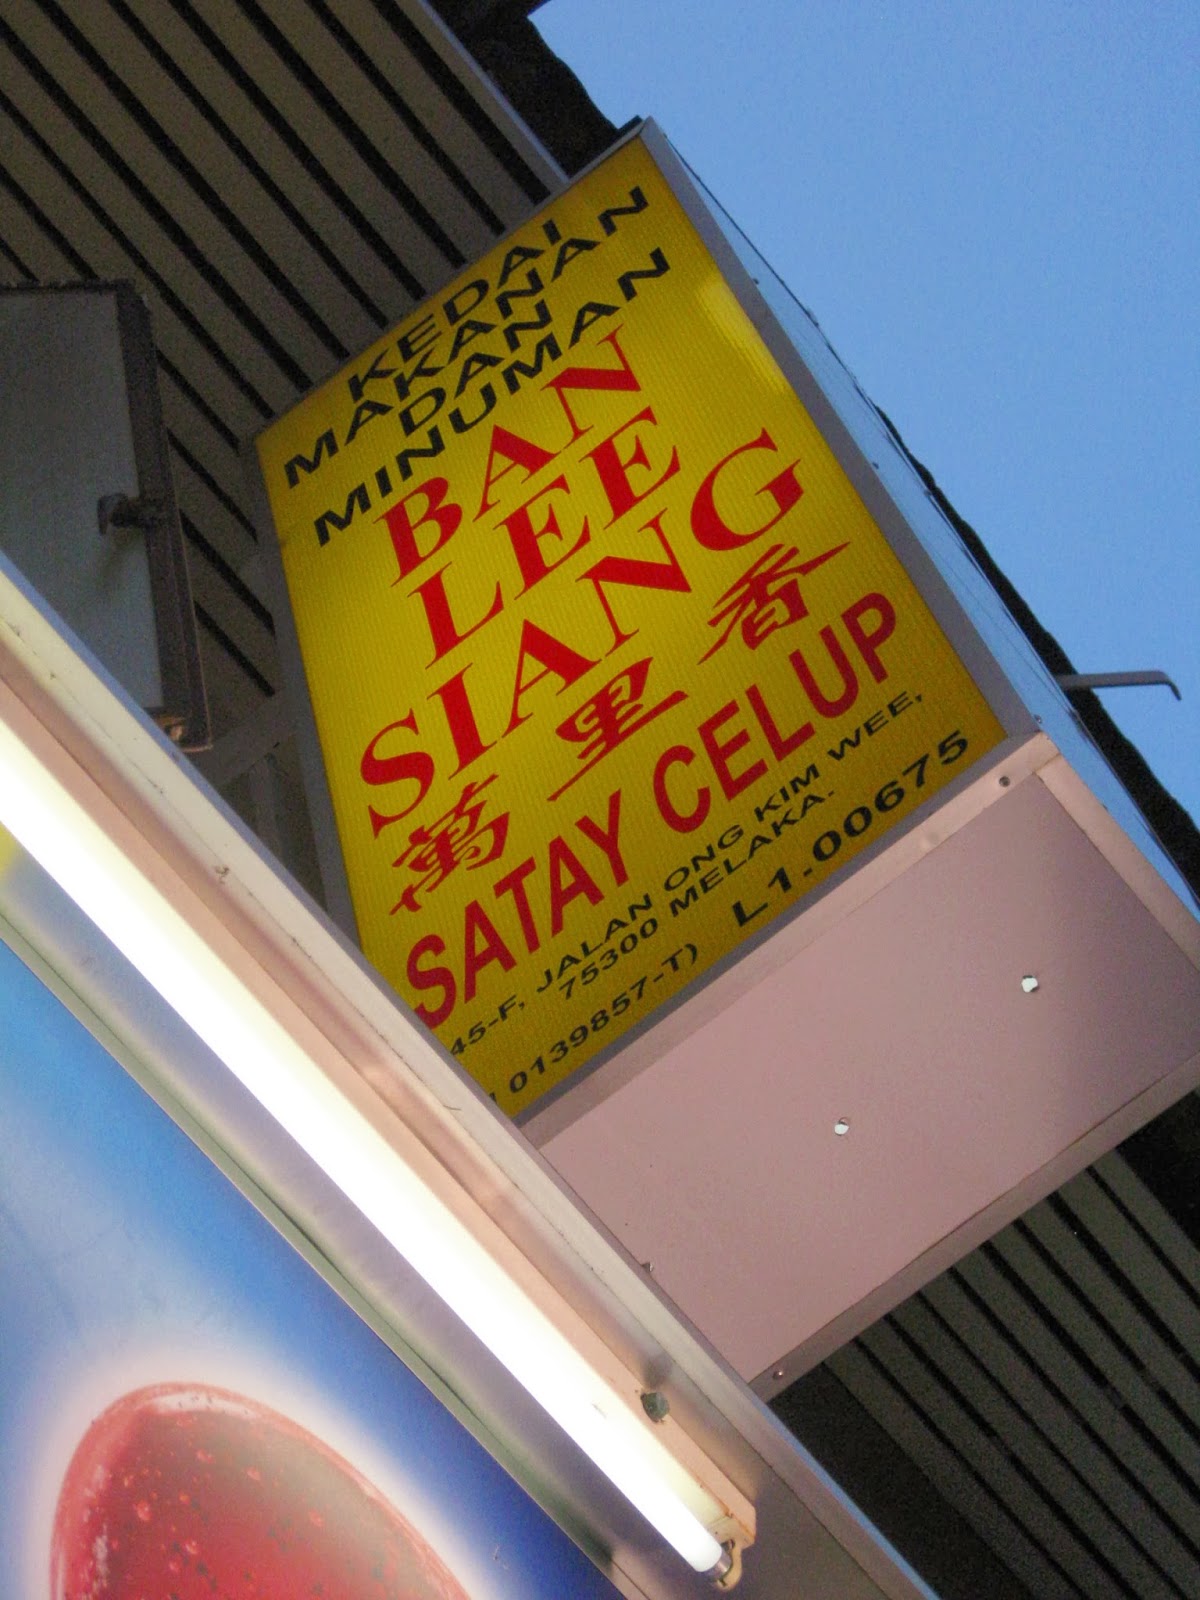 KEDAI
MAKANAN
DAN
MINUMAN
BAN
LEE
SIANG
萬里香
SATAY CELUP
45-F, JALAN ONG KIM WEE,
75300 MELAKA.
0139857-T) L1.00675